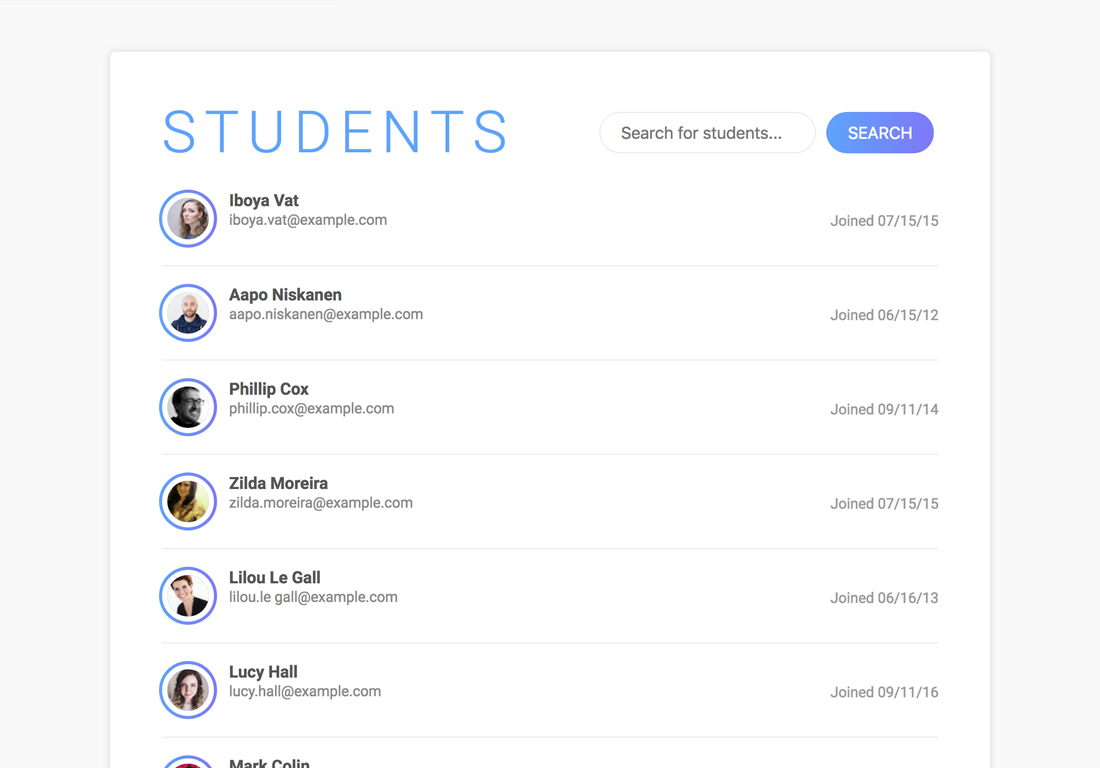 STUDENTS
Search for students...
SEARCH
Iboya Vat
iboya.vat@example.com
Joined 07/15/15
Aapo Niskanen
aapo.niskanen@example.com
Joined 06/15/12
Phillip Cox
phillip.cox@example.com
Joined 09/11/14
Zilda Moreira
zilda.moreira@example.com
Joined 07/15/15
Lilou Le Gall
lilou.le gall@example.com
Joined 06/16/13
Lucy Hall
lucy.hall@example.com
Joined 09/11/16
Mark Colin